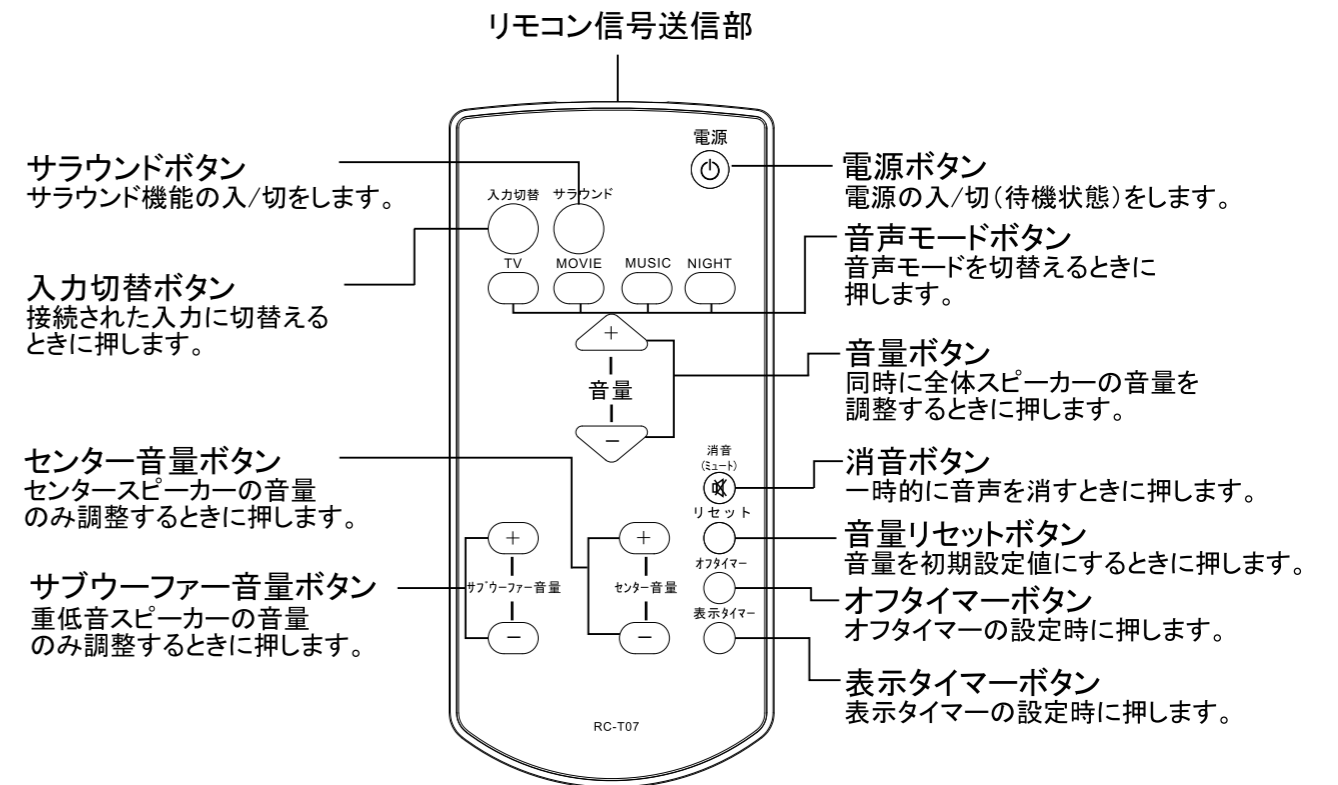 リモコン信号送信部
サラウンドボタン
サラウンド機能の入/切をします。
入力切替ボタン
接続された入力に切替える
ときに押します。
センター音量ボタン
センタースピーカーの音量
のみ調整するときに押します。
サブウーファー音量ボタン
重低音スピーカーの音量
のみ調整するときに押します。
電源
入力切替 サラウンド
TV MOVIE MUSIC NIGHT
+
音量
−
消音
(ミュート)
リセット
+ +
オフタイマー
サブウーファー音量 センター音量
表示タイマー
− −
RC-T07
電源ボタン
電源の入/切(待機状態)をします。
音声モードボタン
音声モードを切替えるときに
押します。
音量ボタン
同時に全体スピーカーの音量を
調整するときに押します。
消音ボタン
一時的に音声を消すときに押します。
音量リセットボタン
音量を初期設定値にするときに押します。
オフタイマーボタン
オフタイマーの設定時に押します。
表示タイマーボタン
表示タイマーの設定時に押します。